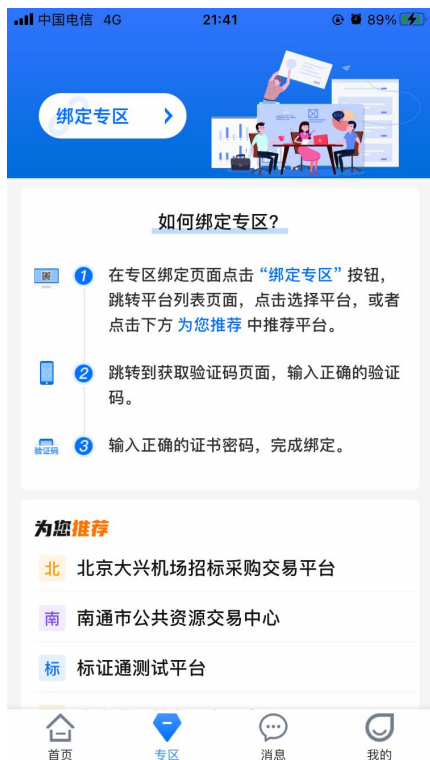 中国电信 4G 21:41 89%
绑定专区
如何绑定专区?
1 在专区绑定页面点击“绑定专区”按钮,
跳转平台列表页面，点击选择平台，或者
点击下方 为您推荐 中推荐平台。
2 跳转到获取验证码页面，输入正确的验证
码。
验证码 3 输入正确的证书密码，完成绑定。
为您推荐
北 北京大兴机场招标采购交易平台
南 南通市公共资源交易中心
标 标证通测试平台
首页 专区 消息 我的